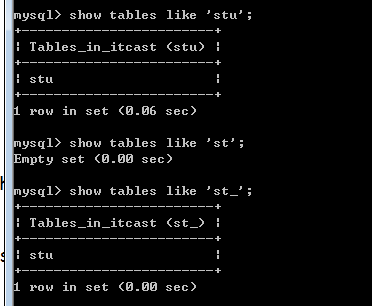 mysql> show tables like 'stu';
+------------------------+
| Tables_in_itcast (stu) |
+------------------------+
| stu                    |
+------------------------+
1 row in set (0.06 sec)
mysql> show tables like 'st';
Empty set (0.00 sec)
mysql> show tables like 'st_';
+------------------------+
| Tables_in_itcast (st_) |
+------------------------+
| stu                    |
+------------------------+
1 row in set (0.00 sec)